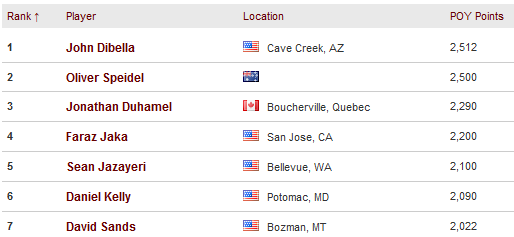 Rank ↑ Player Location POY Points
1 John Dibella Cave Creek, AZ 2,512
2 Oliver Speidel 2,500
3 Jonathan Duhamel Boucherville, Quebec 2,290
4 Faraz Jaka San Jose, CA 2,200
5 Sean Jazayeri Bellevue, WA 2,100
6 Daniel Kelly Potomac, MD 2,090
7 David Sands Bozman, MT 2,022